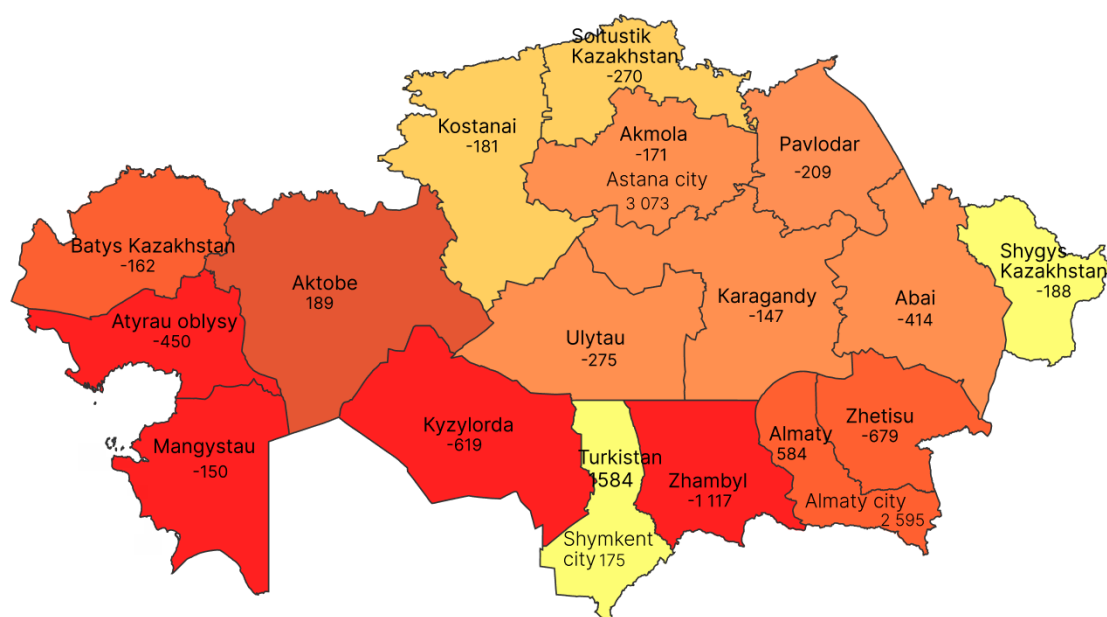 Soltustik
Kazakhstan
-270
Kostanai
-181
Akmola
-171
Astana city
3 073
Pavlodar
-209
Batys Kazakhstan
-162
Aktobe
189
Atyrau oblysy
-450
Mangystau
-150
Ulytau
-275
Karagandy
-147
Abai
-414
Shygys
Kazakhstan
-188
Kyzylorda
-619
Turkistan
1584
Shymkent
city 175
Zhambyl
-1 117
Almaty
584
Zhetisu
-679
Almaty city
2 595